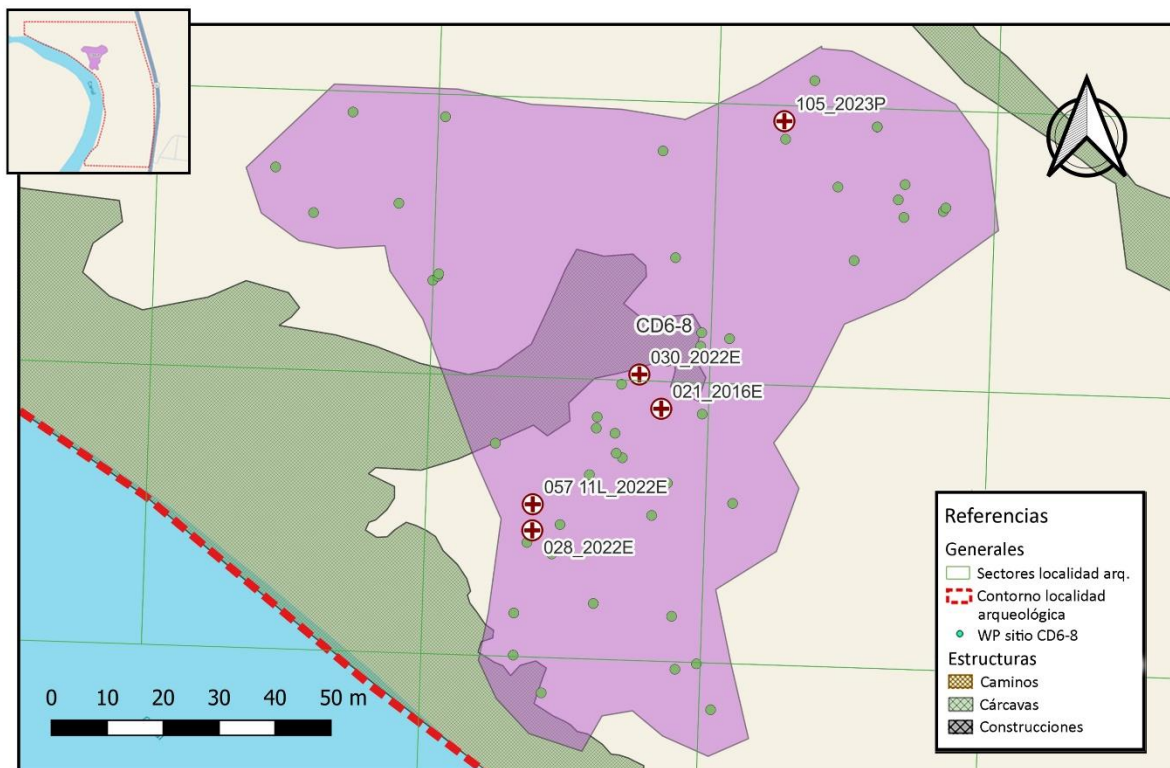 Canal
105_2023P
CD6-8
030_2022E
021_2016E
057 11L_2022E
028_2022E
0 10 20 30 40 50 m
Referencias
Generales
Sectores localidad arq.
Contorno localidad
arqueológica
WP sitio CD6-8
Estructuras
Caminos
Cárcavas
Construcciones